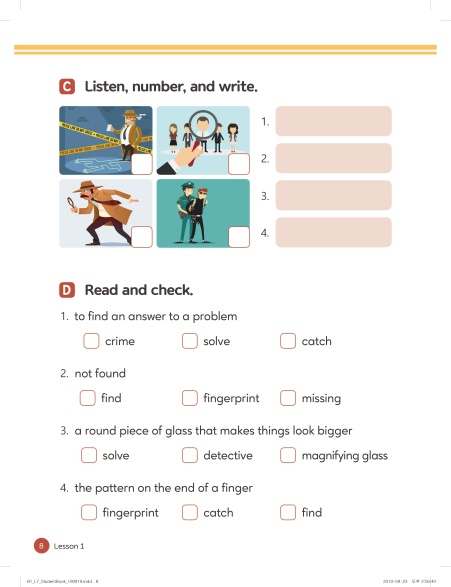 C Listen, number, and write.
1.
2.
3.
4.
D Read and check.
1. to find an answer to a problem
crime solve catch
2. not found
find fingerprint missing
3. a round piece of glass that makes things look bigger
solve detective magnifying glass
4. the pattern on the end of a finger
fingerprint catch find
8 Lesson 1